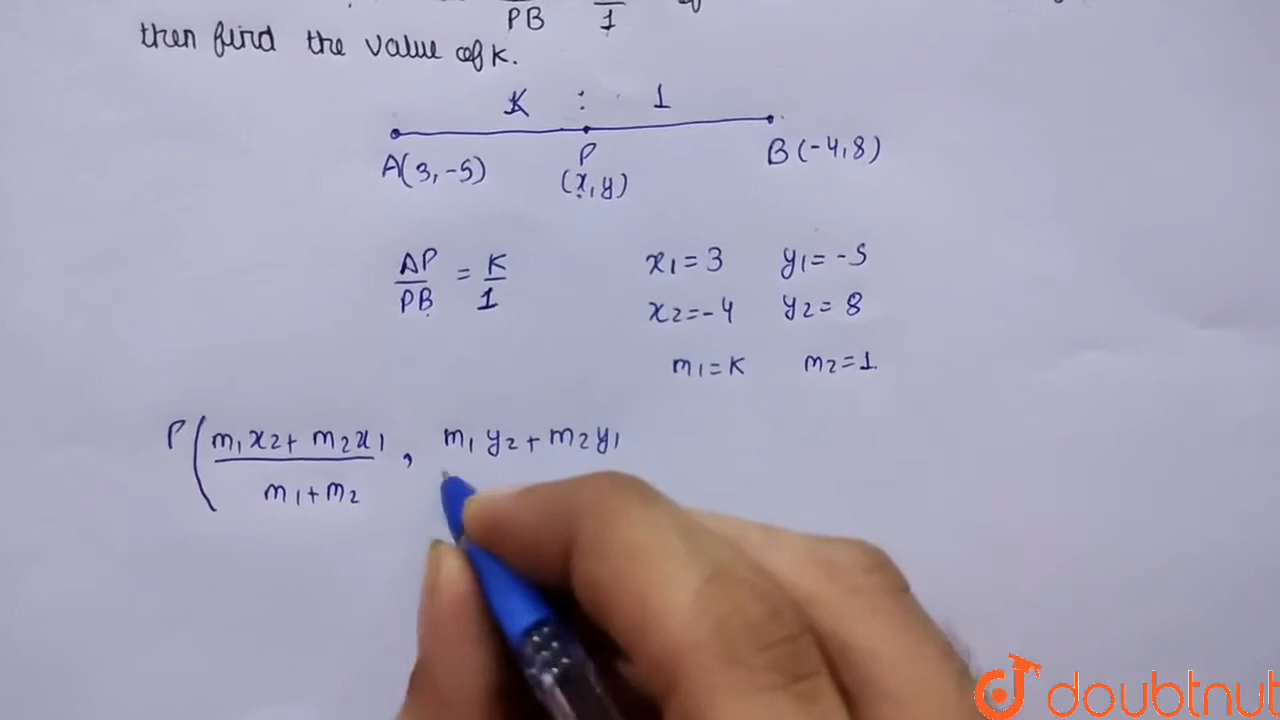 PB 1
then find the value of K.
K : 1
A(3,-5) P B(-4,8)
(x,y)
AP/PB = K/1 x1=3 y1=-5
x2=-4 y2=8
m1=K m2=1.
P(m1x2+m2x1 , m1y2+m2y1
m1+m2
doubtnut